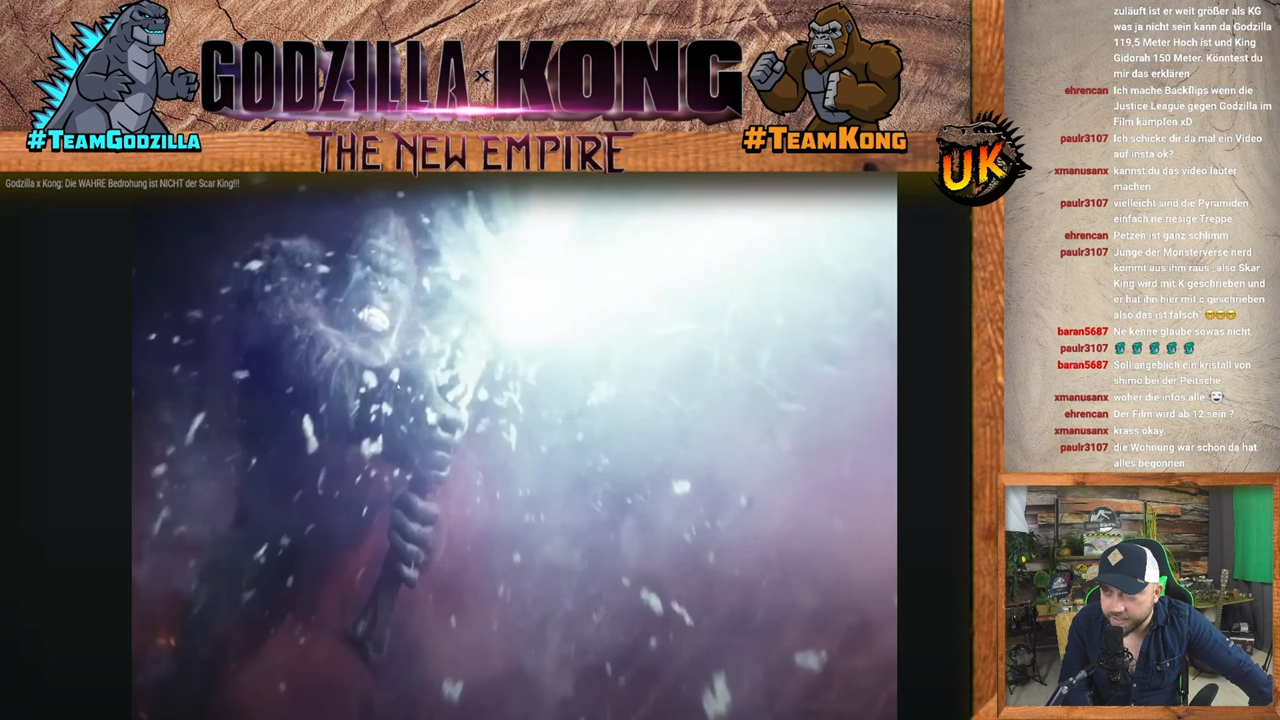 GODZILLA x KONG
THE NEW EMPIRE
#TEAMGODZILLA
#TEAMKONG
UK
Godzilla x Kong: Die WAHRE Bedrohung ist NICHT der Scar King!!!
zuläuft ist er weit größer als KG
was ja nicht sein kann da Godzilla
119,5 Meter Hoch ist und King
Gidorah 150 Meter. Könntest du
mir das erklären
ehrencan Ich mache Backflips wenn die
Justice League gegen Godzilla im
Film kämpfen xD
paulr3107 Ich schicke dir da mal ein Video
auf insta ok?
xmanusanx kannst du das video lauter
machen
paulr3107 vielleicht sind die Pyramiden
einfach ne riesige Treppe
ehrencan Petzen ist ganz schlimm
paulr3107 Junge der Monsterverse nerd
kommt aus ihm raus „also Skar
King wird mit K geschrieben und
er hat ihn hier mit c geschrieben
also das ist falsch“
baran5687 Ne kenne glaube sowas nicht
paulr3107
baran5687 Soll angeblich ein kristall von
shimo bei der Peitsche
xmanusanx woher die infos alle
ehrencan Der Film wird ab 12 sein ?
xmanusanx krass okay.
paulr3107 die Wohnung war schon da hat
alles begonnen